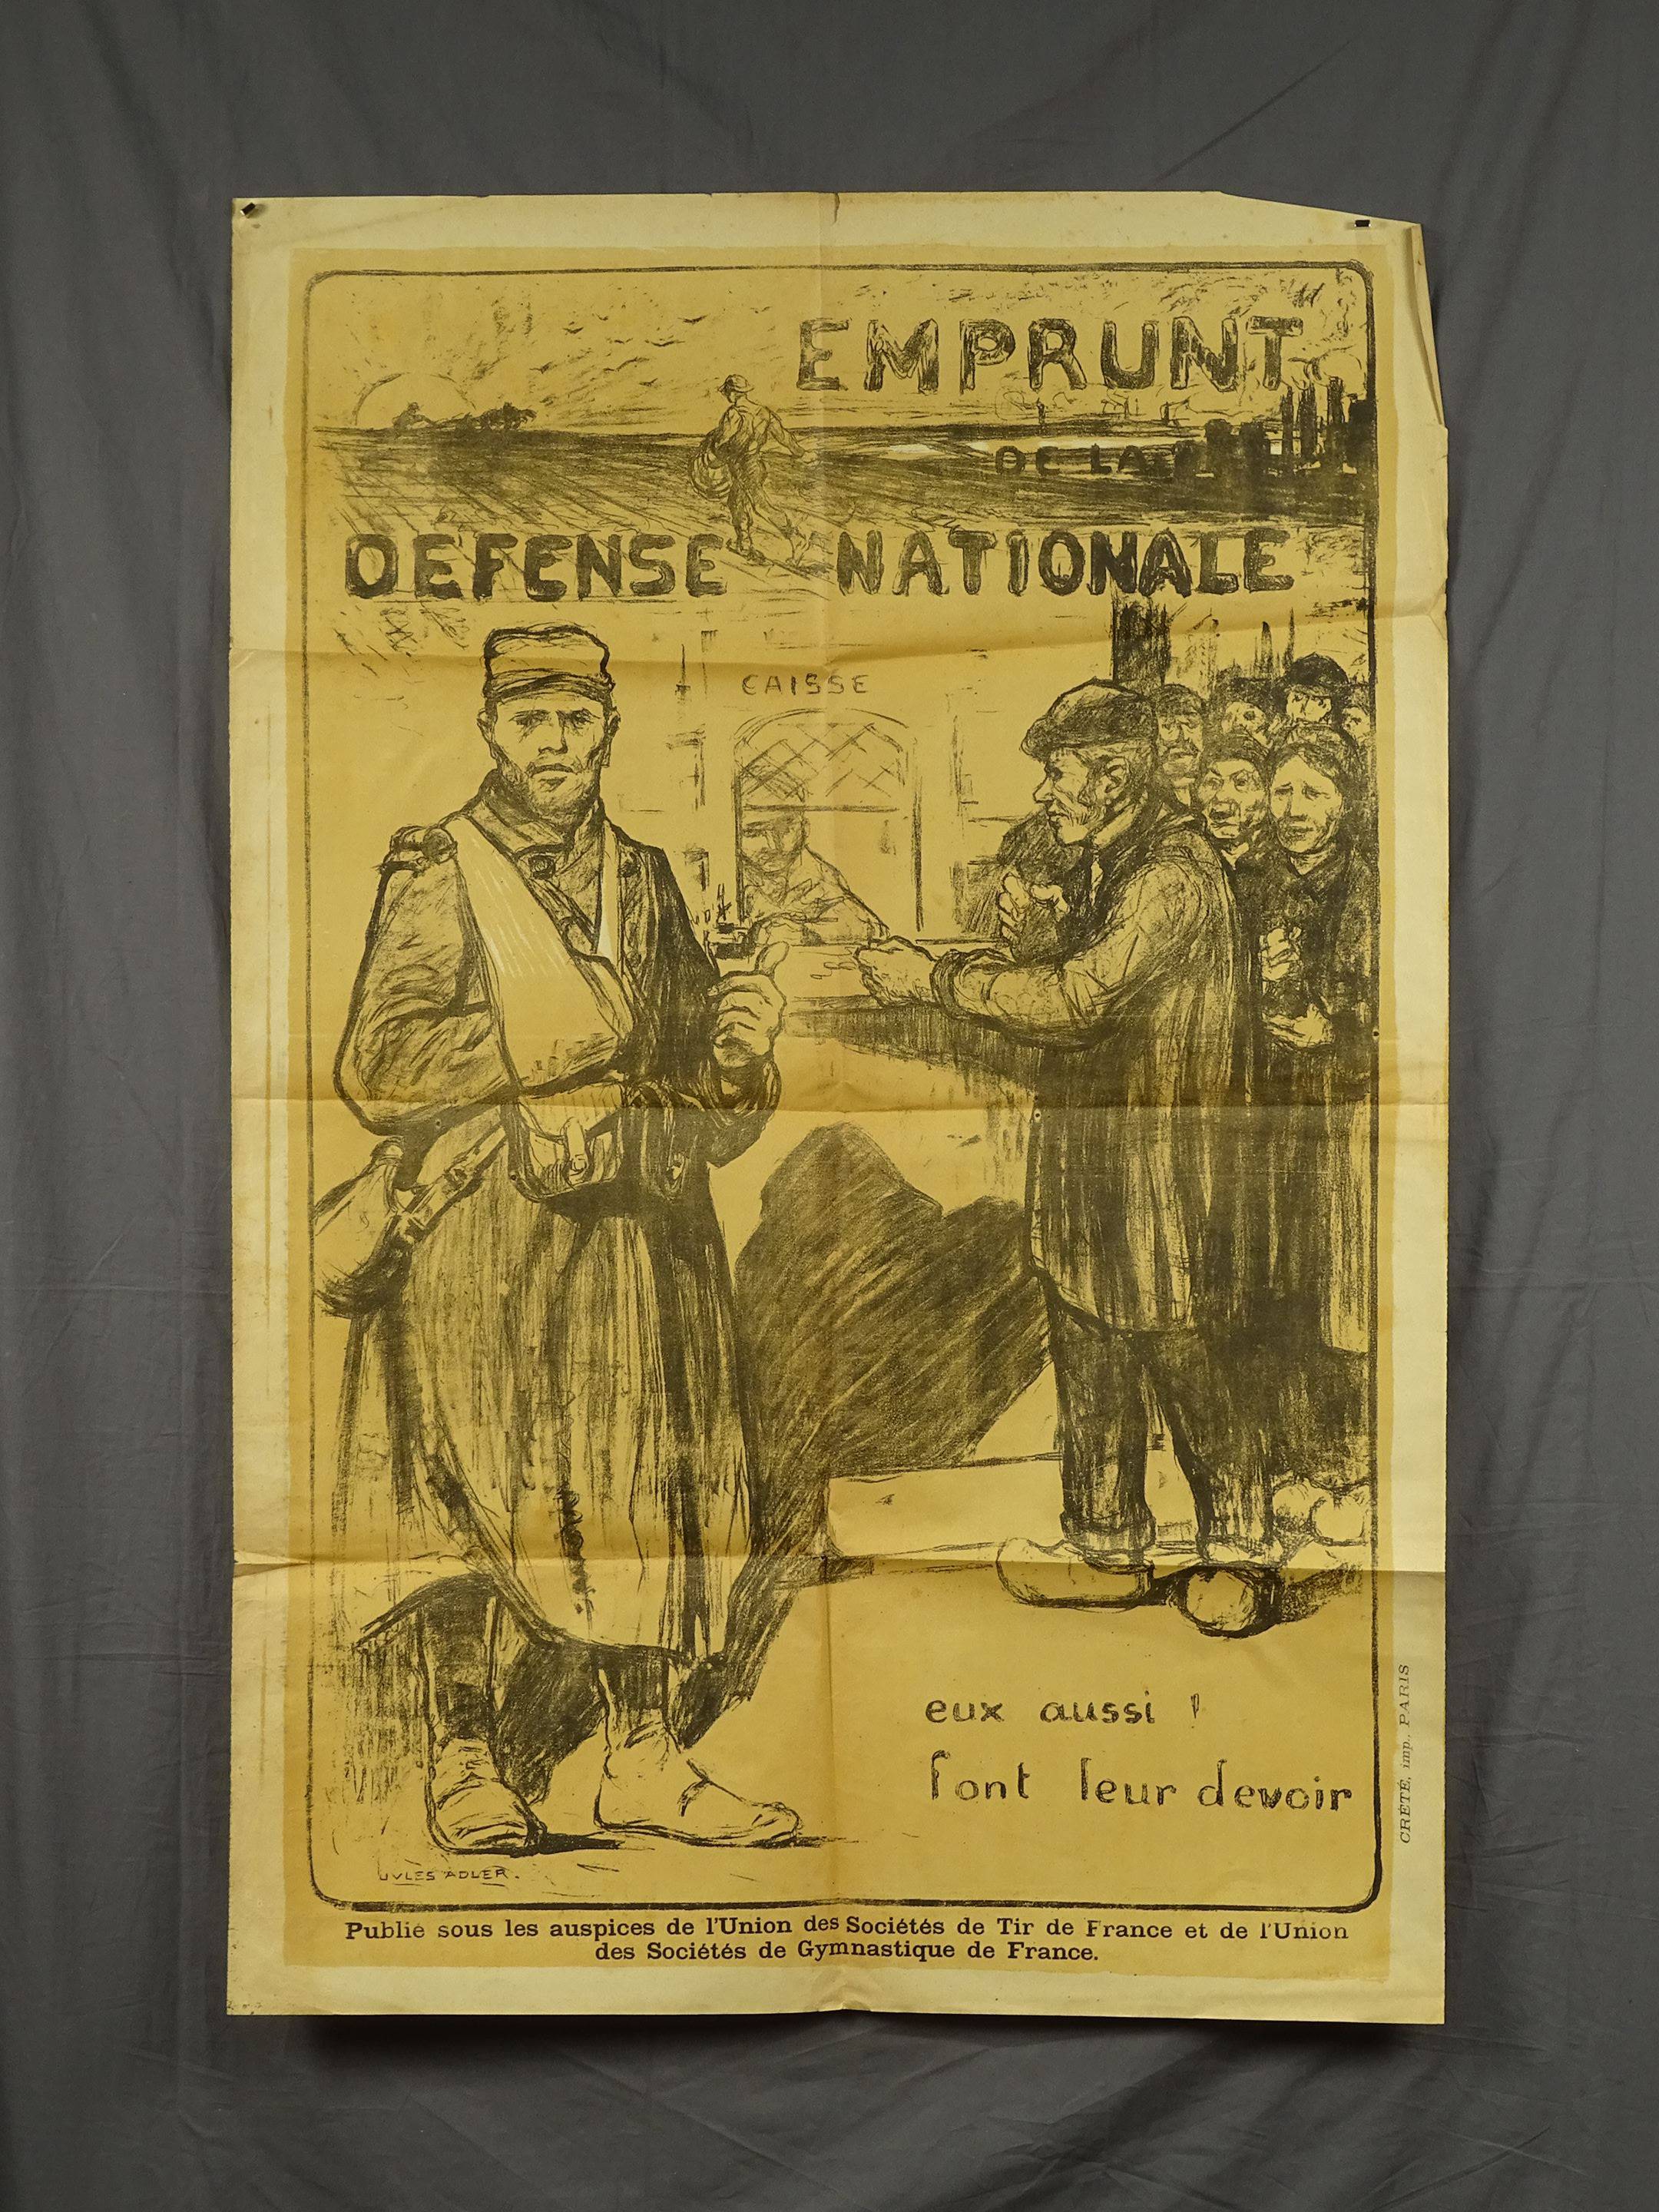 EMPRUNT
DE LA
DEFENSE NATIONALE
CAISSE
eux aussi !
font leur devoir
JVLES ADLER.
CRÉTÉ, imp. PARIS
Publié sous les auspices de l'Union des Sociétés de Tir de France et de l'Union
des Sociétés de Gymnastique de France.